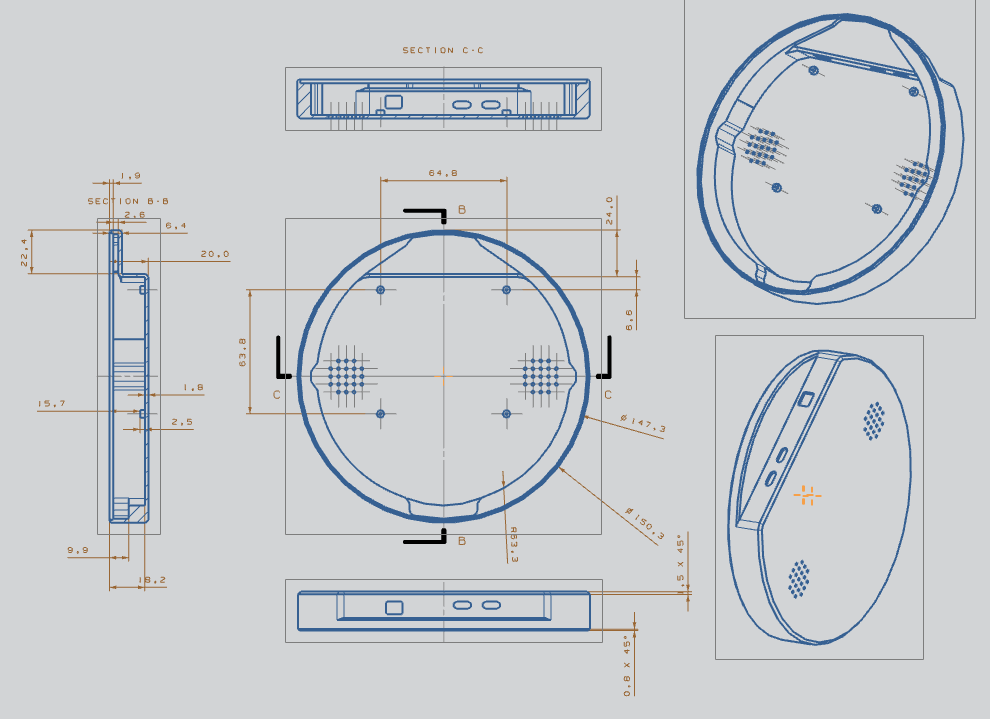 SECTION C-C
1,9
64,8
SECTION B-B
B
24,0
2,6
6,4
22,4
20,0
6,6
63,8
1,8
C
C
15,7
2,5
Ø 147,3
Ø 150,3
R63,3
B
9,9
18,2
1,5 X 45°
0,8 X 45°